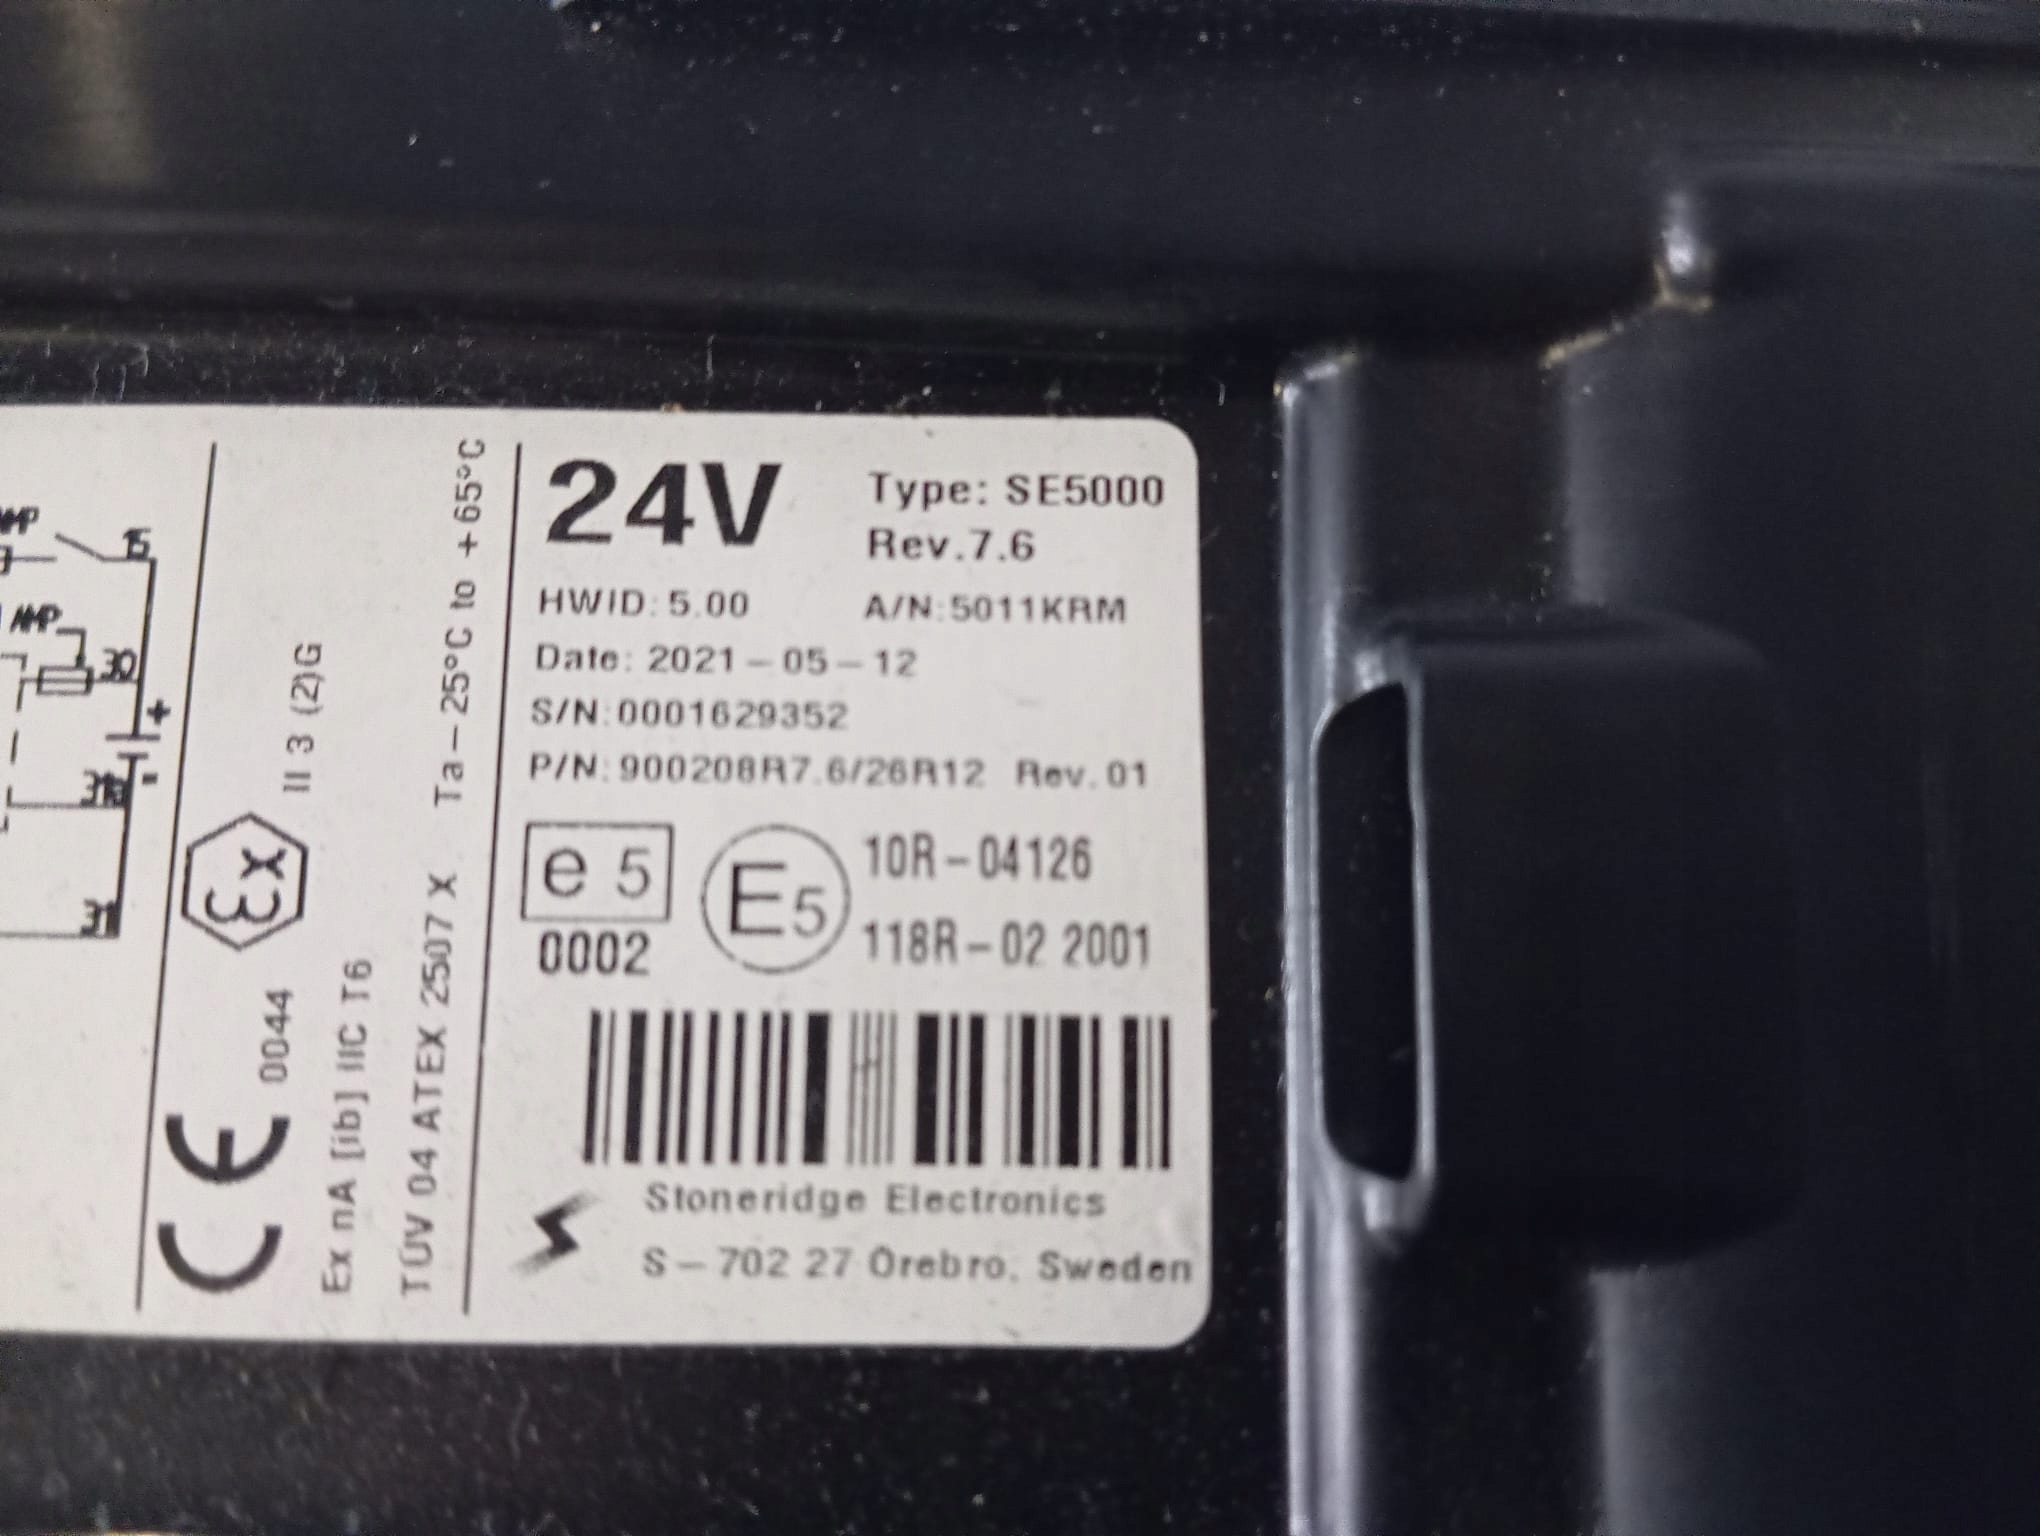 24V
Type: SE5000
Rev.7.6
HWID: 5.00 A/N:5011KRM
Date: 2021-05-12
S/N:0001629352
P/N:900208R7.6/26R12 Rev.01
e 5
0002
E5
10R-04126
118R-02 2001
Stoneridge Electronics
S-702 27 Örebro, Sweden
CE 0044 Ex II 3 (2)G
Ex nA [ib] IIC T6
TÜV 04 ATEX 2507 X Ta-25°C to +65°C
15
30
+
-
31